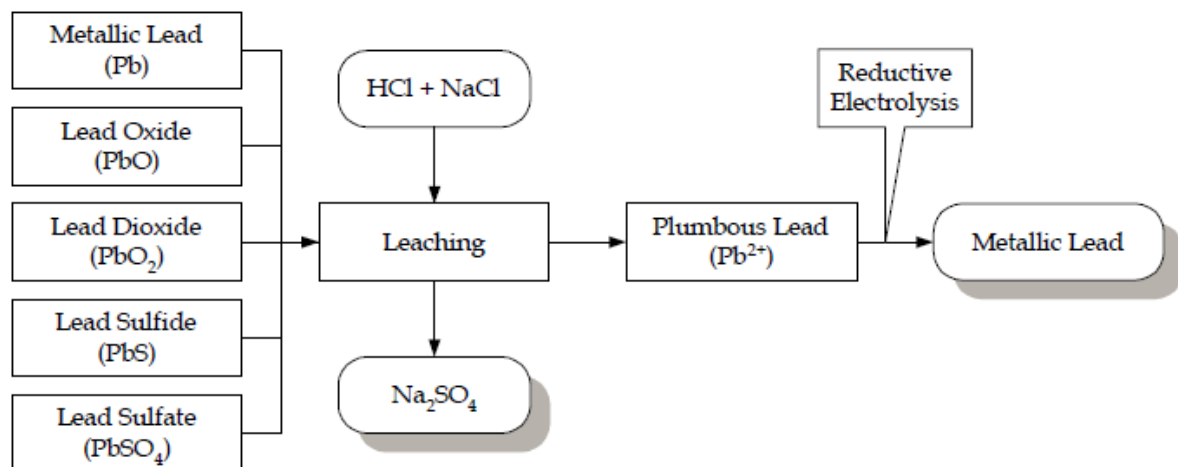 Metallic Lead
(Pb)
Lead Oxide
(PbO)
Lead Dioxide
(PbO₂)
Lead Sulfide
(PbS)
Lead Sulfate
(PbSO₄)
HCl + NaCl
Leaching
Na₂SO₄
Plumbous Lead
(Pb²⁺)
Reductive
Electrolysis
Metallic Lead